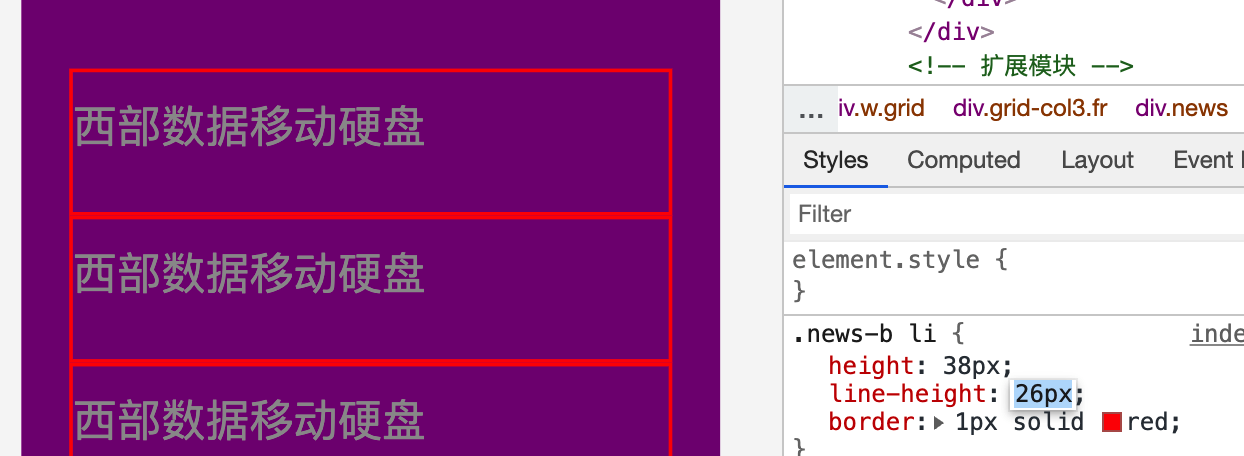 西部数据移动硬盘
西部数据移动硬盘
西部数据移动硬盘
</div>
</div>
<!-- 扩展模块 -->
… iv.w.grid div.grid-col3.fr div.news
Styles Computed Layout Event
Filter
element.style {
}
.news-b li { inde
height: 38px;
line-height: 26px;
border: 1px solid red;
}